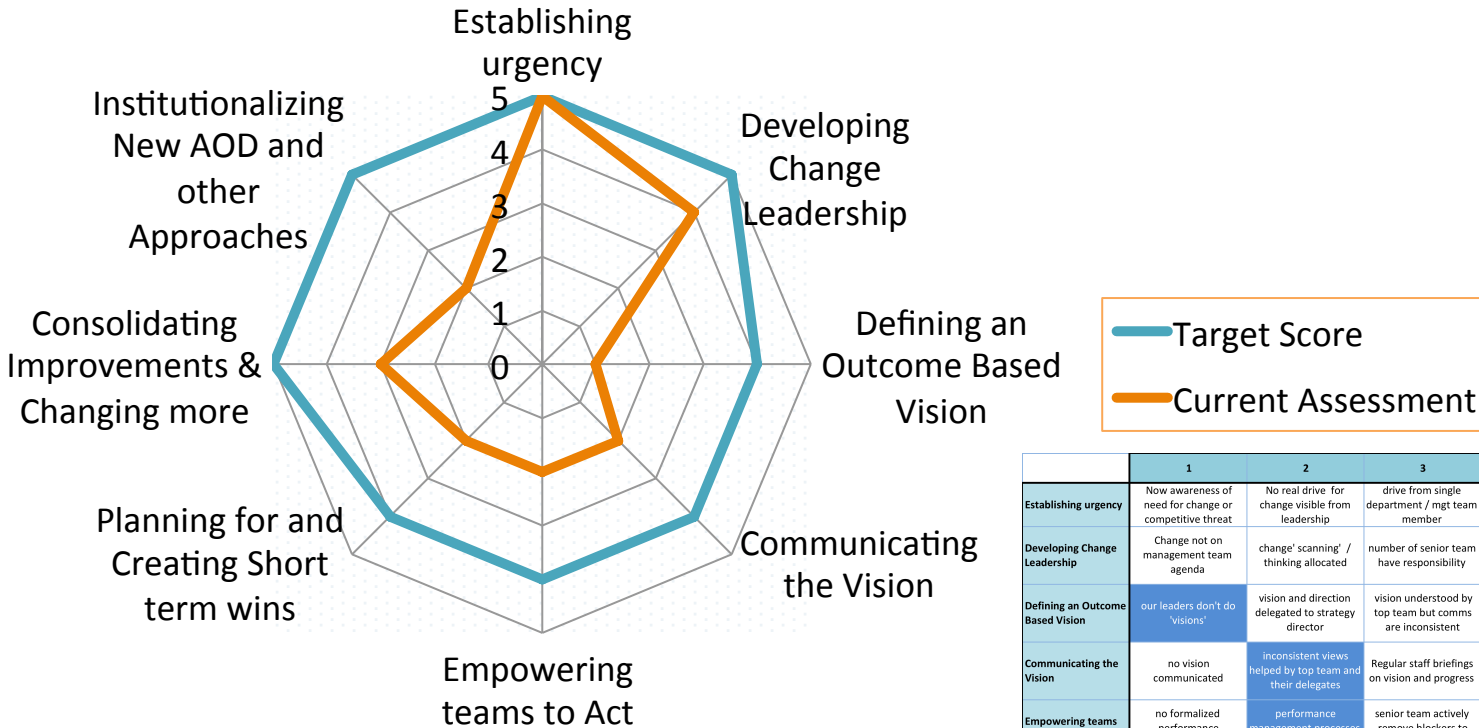 Establishing
urgency
Institutionalizing
New AOD and
other
Approaches
5
4
3
2
1
0
Developing
Change
Leadership
Consolidating
Improvements &
Changing more
Defining an
Outcome Based
Vision
Planning for and
Creating Short
term wins
Communicating
the Vision
Empowering
teams to Act
Target Score
Current Assessment
1 2 3
Establishing urgency
Now awareness of
need for change or
competitive threat
No real drive for
change visible from
leadership
drive from single
department / mgt team
member
Developing Change
Leadership
Change not on
management team
agenda
change' scanning' /
thinking allocated
number of senior team
have responsibility
Defining an Outcome
Based Vision
our leaders don't do
'visions'
vision and direction
delegated to strategy
director
vision understood by
top team but comms
are inconsistent
Communicating the
Vision
no vision
communicated
inconsistent views
helped by top team and
their delegates
Regular staff briefings
on vision and progress
Empowering teams
no formalized
performance
performance
management processes
senior team actively
remove blockers to